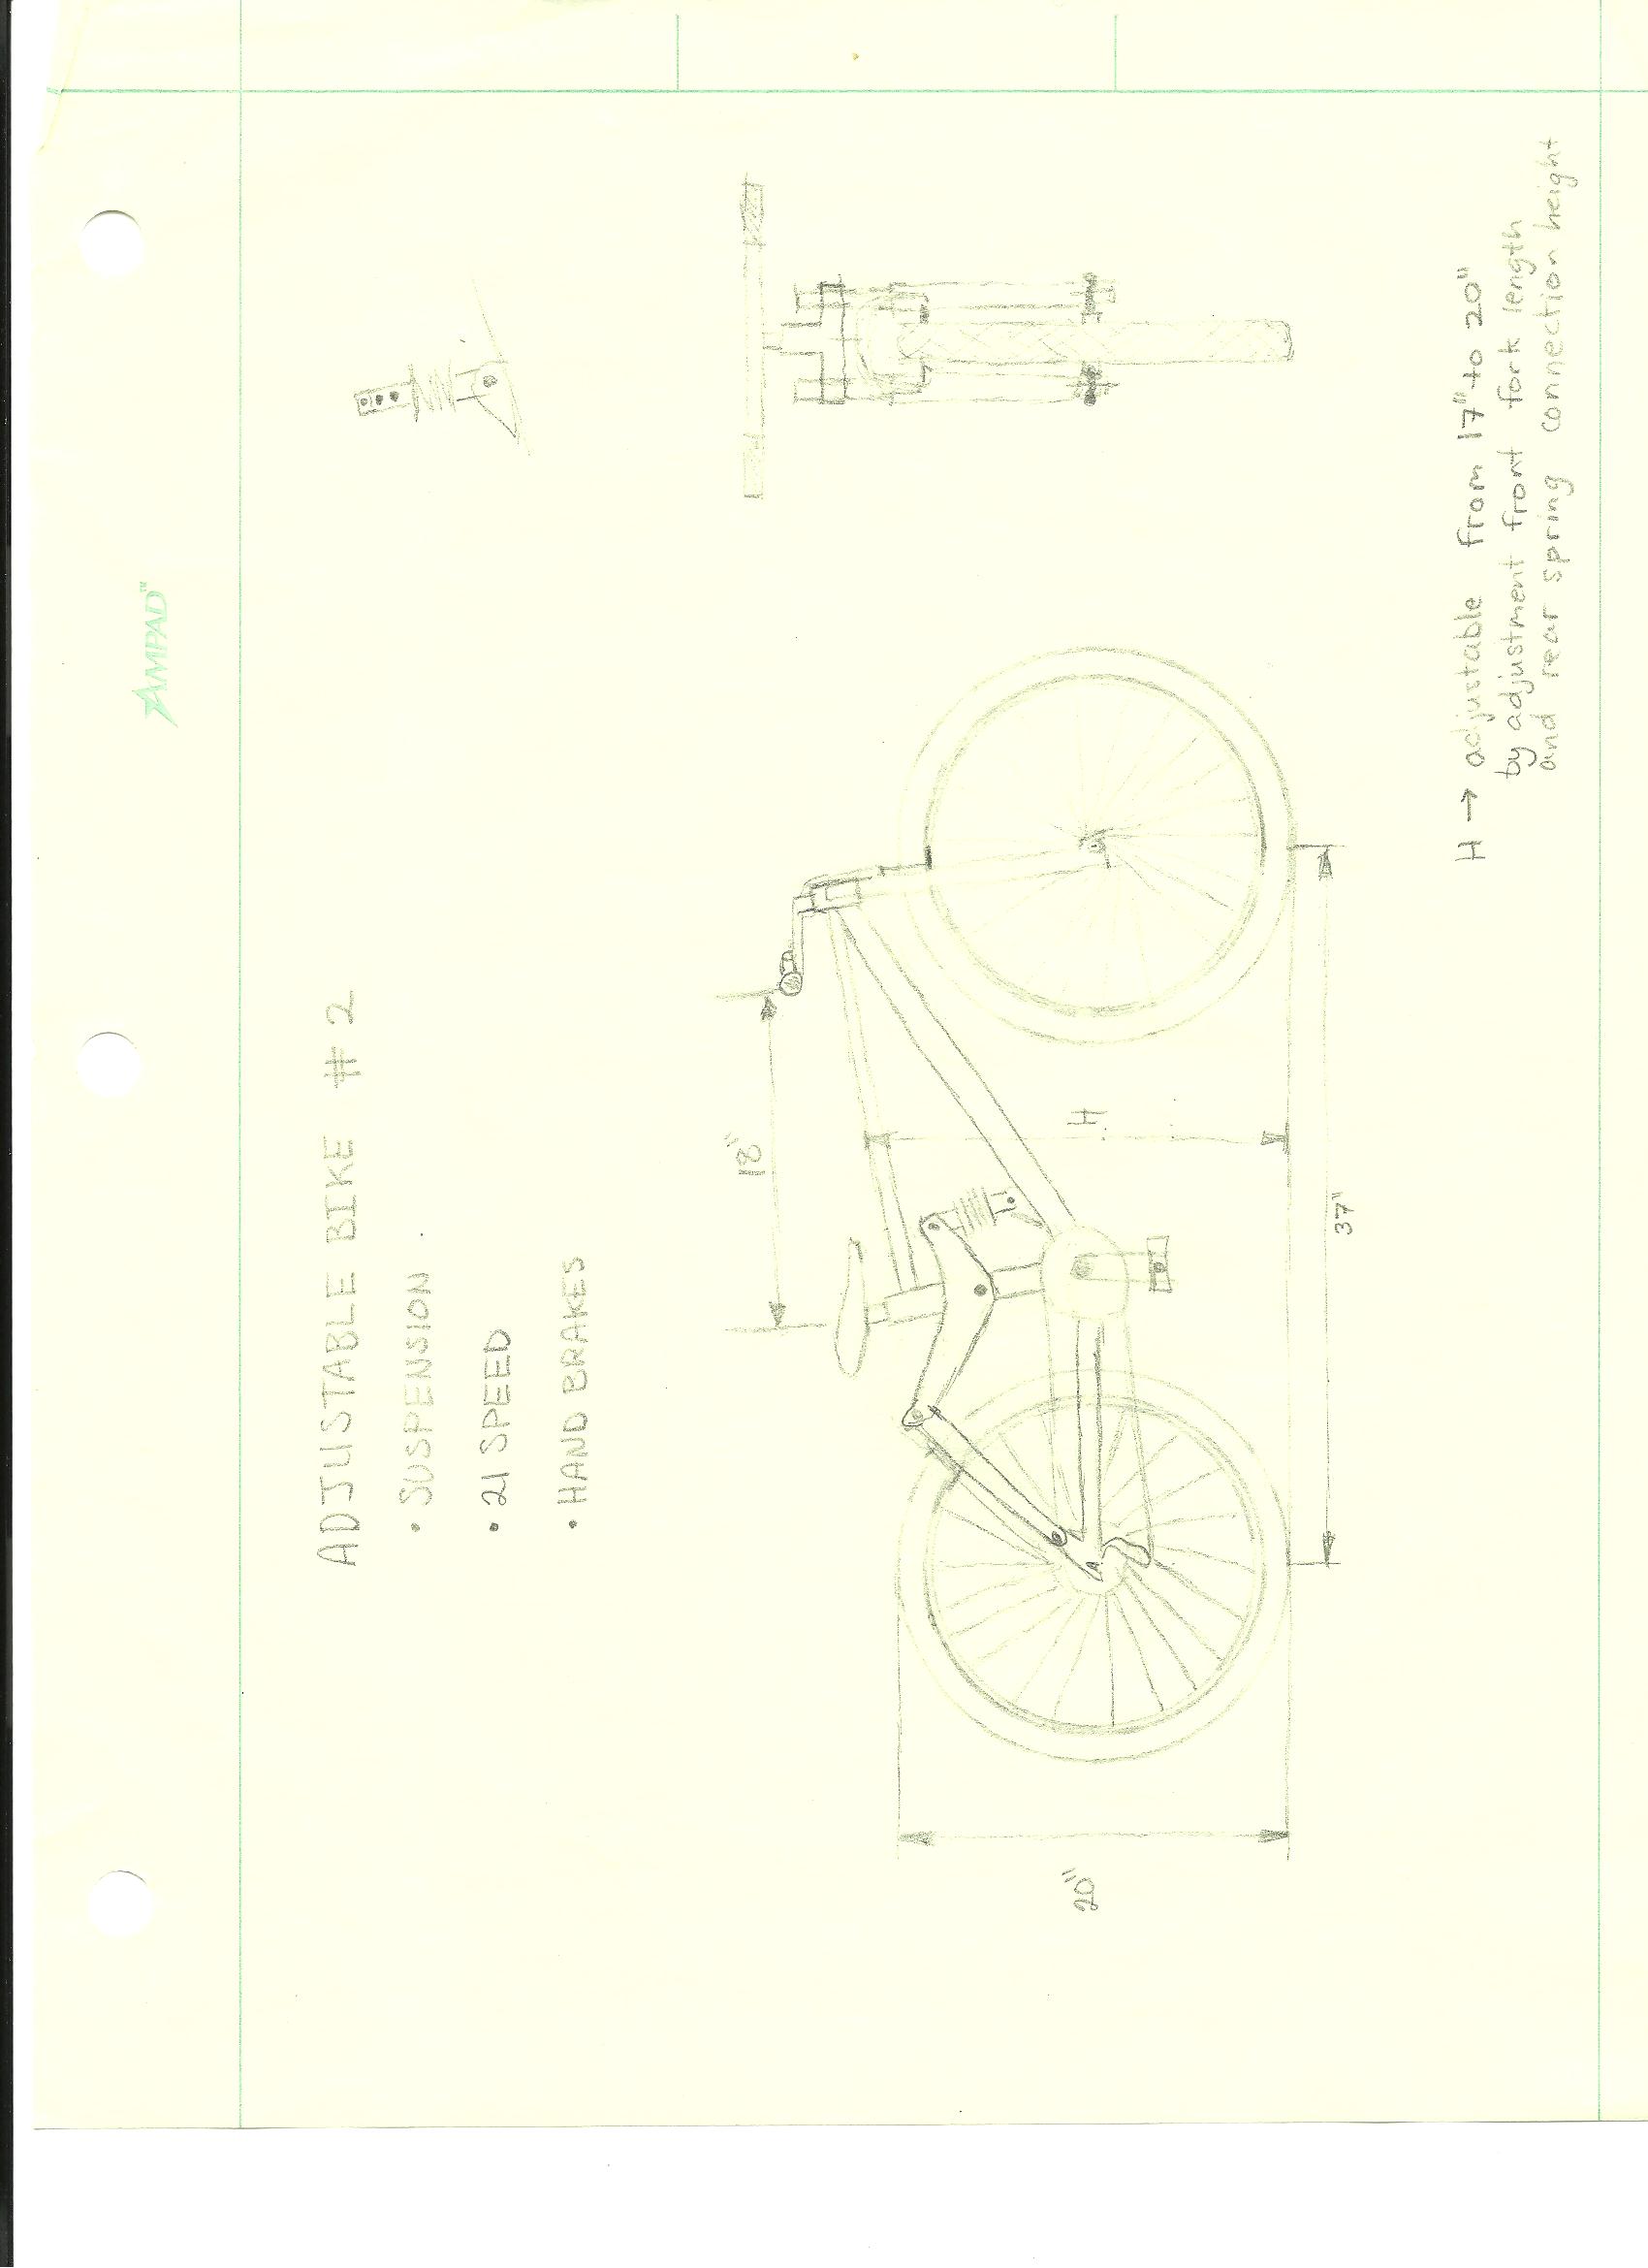 AMPAD™
ADJUSTABLE BIKE # 2
• SUSPENSION
• 21 SPEED
• HAND BRAKES
18"
H
20"
37"
H → adjustable from 17" to 20"
by adjustment front fork length
and rear spring connection height